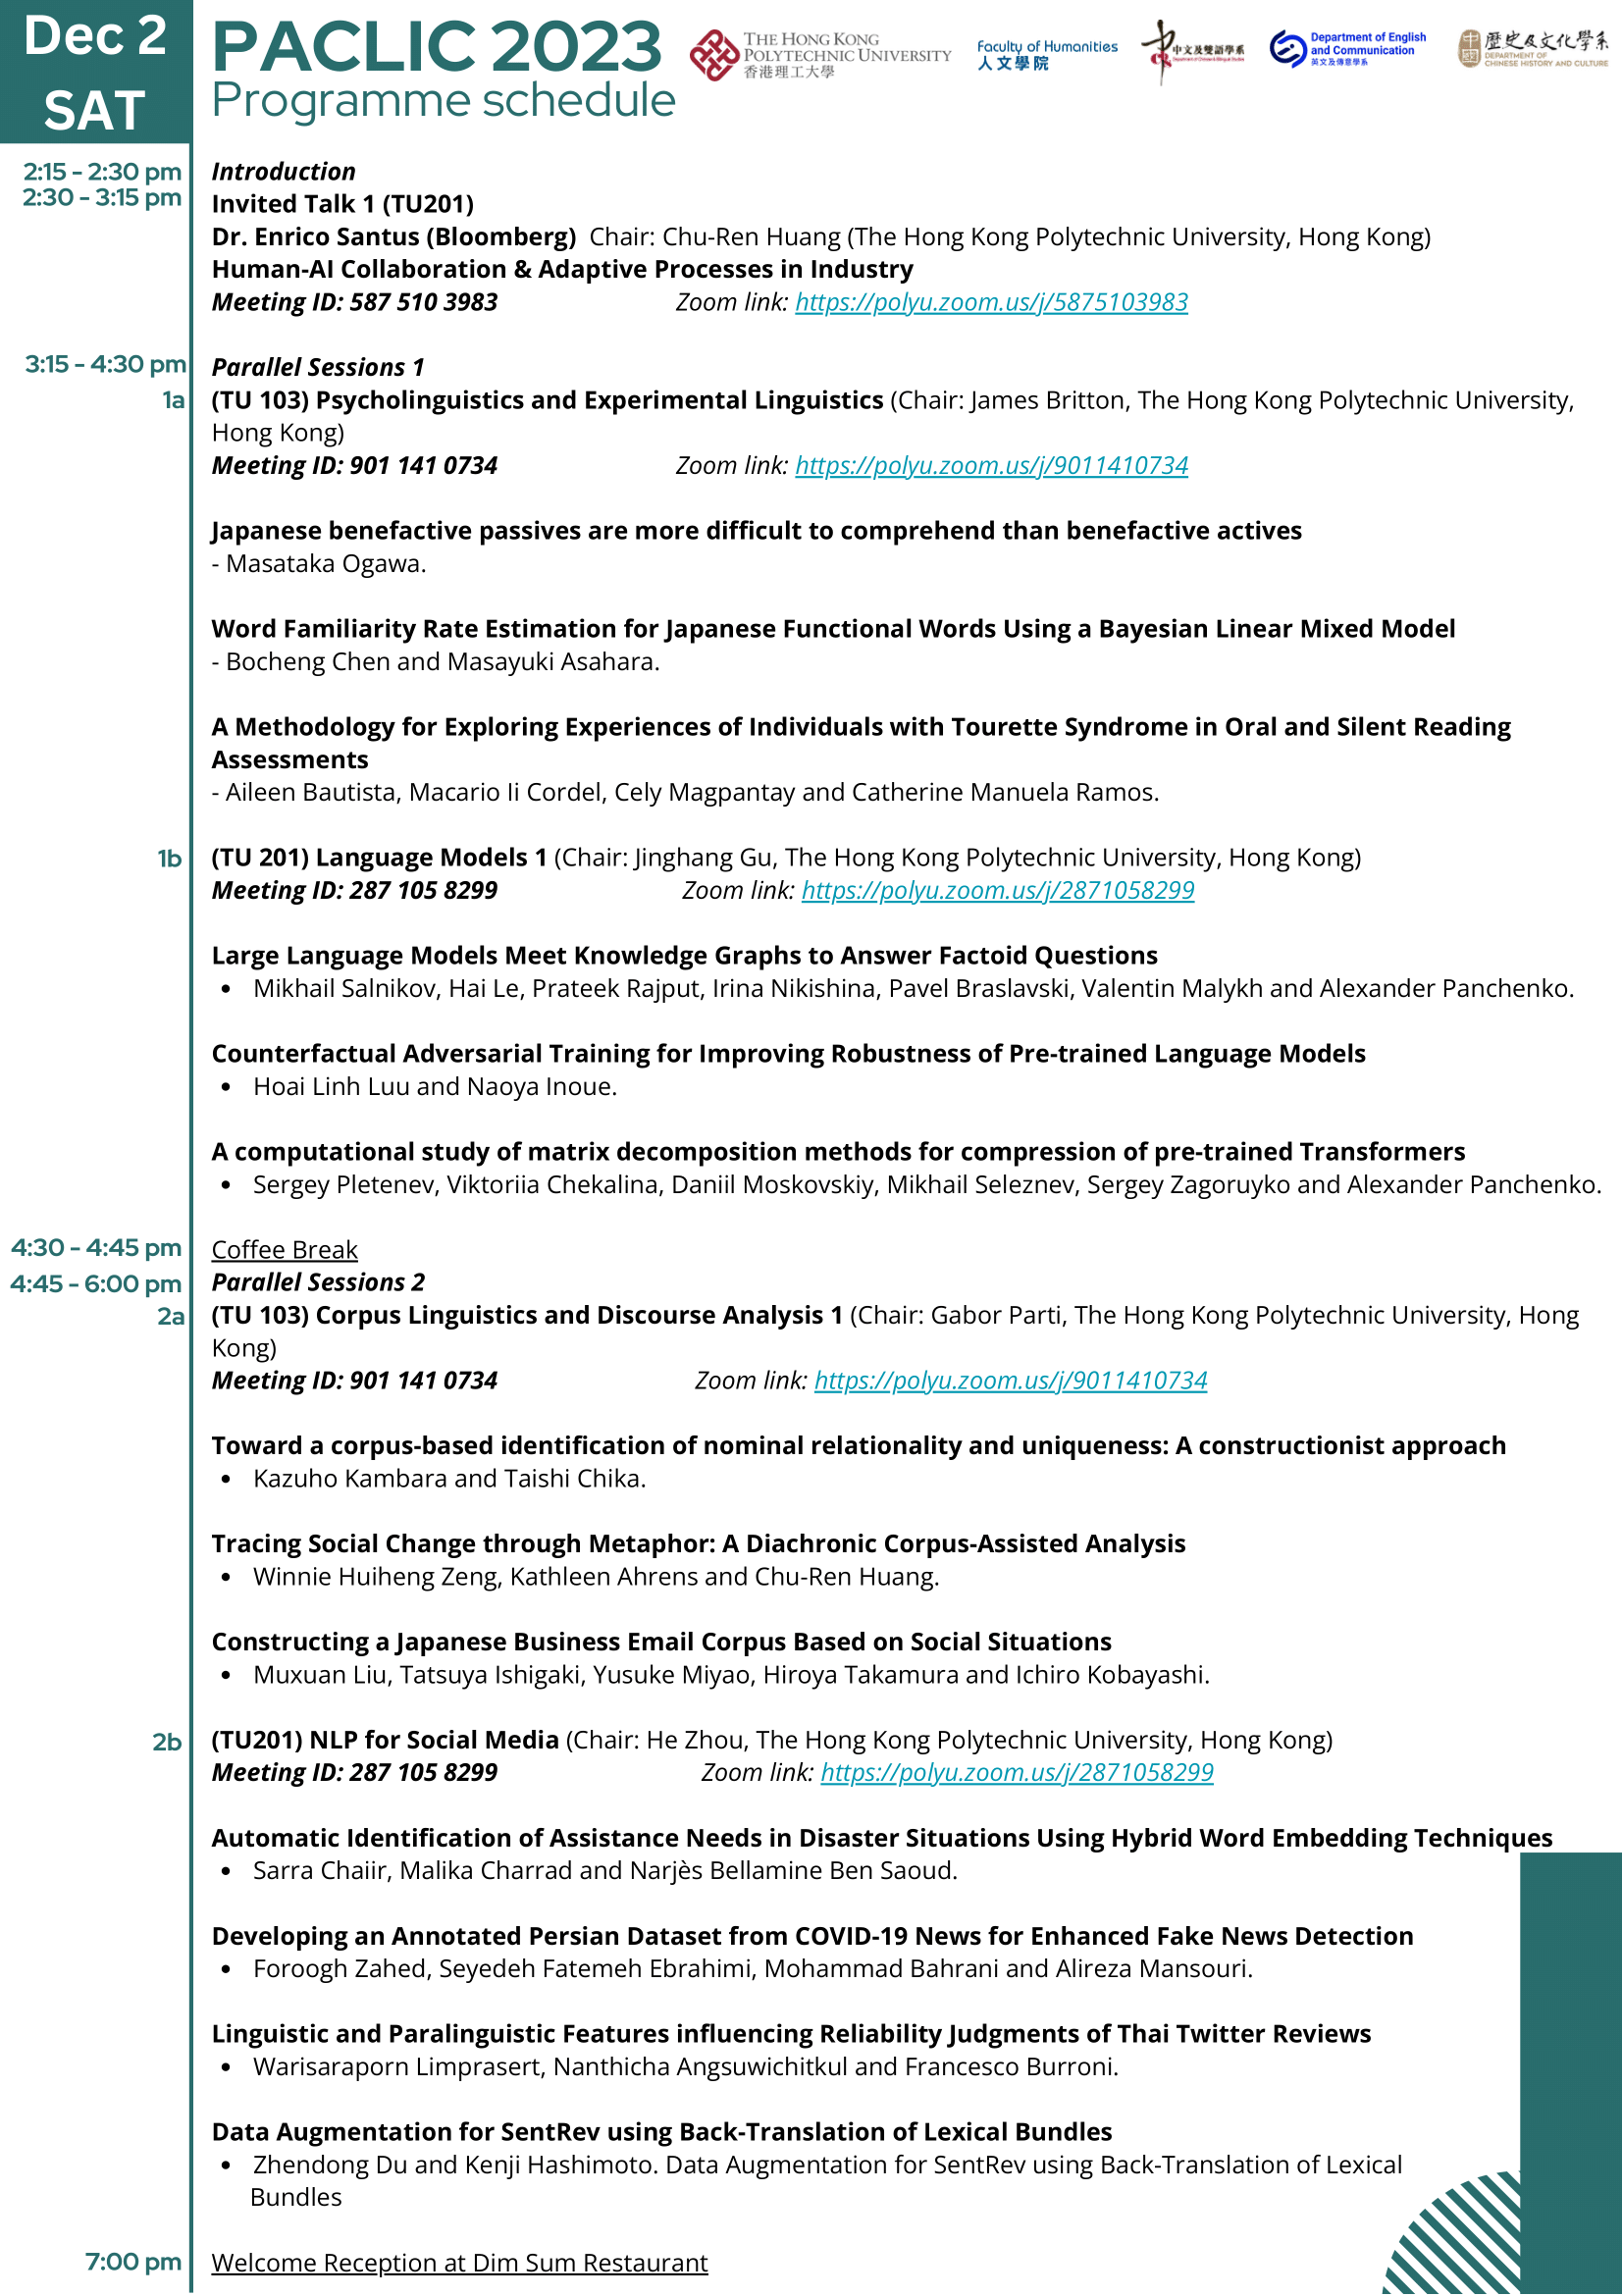 Dec 2
SAT
PACLIC 2023
Programme schedule
THE HONG KONG
POLYTECHNIC UNIVERSITY
香港理工大學
Faculty of Humanities
人文學院
中文及雙語學系
Department of Chinese & Bilingual Studies
Department of English
and Communication
英文及傳意學系
歷史及文化學系
DEPARTMENT OF
CHINESE HISTORY AND CULTURE
2:15 - 2:30 pm Introduction
2:30 - 3:15 pm Invited Talk 1 (TU201)
Dr. Enrico Santus (Bloomberg) Chair: Chu-Ren Huang (The Hong Kong Polytechnic University, Hong Kong)
Human-AI Collaboration & Adaptive Processes in Industry
Meeting ID: 587 510 3983 Zoom link: https://polyu.zoom.us/j/5875103983
3:15 - 4:30 pm Parallel Sessions 1
1a (TU 103) Psycholinguistics and Experimental Linguistics (Chair: James Britton, The Hong Kong Polytechnic University,
Hong Kong)
Meeting ID: 901 141 0734 Zoom link: https://polyu.zoom.us/j/9011410734
Japanese benefactive passives are more difficult to comprehend than benefactive actives
- Masataka Ogawa.
Word Familiarity Rate Estimation for Japanese Functional Words Using a Bayesian Linear Mixed Model
- Bocheng Chen and Masayuki Asahara.
A Methodology for Exploring Experiences of Individuals with Tourette Syndrome in Oral and Silent Reading
Assessments
- Aileen Bautista, Macario Ii Cordel, Cely Magpantay and Catherine Manuela Ramos.
1b (TU 201) Language Models 1 (Chair: Jinghang Gu, The Hong Kong Polytechnic University, Hong Kong)
Meeting ID: 287 105 8299 Zoom link: https://polyu.zoom.us/j/2871058299
Large Language Models Meet Knowledge Graphs to Answer Factoid Questions
• Mikhail Salnikov, Hai Le, Prateek Rajput, Irina Nikishina, Pavel Braslavski, Valentin Malykh and Alexander Panchenko.
Counterfactual Adversarial Training for Improving Robustness of Pre-trained Language Models
• Hoai Linh Luu and Naoya Inoue.
A computational study of matrix decomposition methods for compression of pre-trained Transformers
• Sergey Pletenev, Viktoriia Chekalina, Daniil Moskovskiy, Mikhail Seleznev, Sergey Zagoruyko and Alexander Panchenko.
4:30 - 4:45 pm Coffee Break
4:45 - 6:00 pm Parallel Sessions 2
2a (TU 103) Corpus Linguistics and Discourse Analysis 1 (Chair: Gabor Parti, The Hong Kong Polytechnic University, Hong
Kong)
Meeting ID: 901 141 0734 Zoom link: https://polyu.zoom.us/j/9011410734
Toward a corpus-based identification of nominal relationality and uniqueness: A constructionist approach
• Kazuho Kambara and Taishi Chika.
Tracing Social Change through Metaphor: A Diachronic Corpus-Assisted Analysis
• Winnie Huiheng Zeng, Kathleen Ahrens and Chu-Ren Huang.
Constructing a Japanese Business Email Corpus Based on Social Situations
• Muxuan Liu, Tatsuya Ishigaki, Yusuke Miyao, Hiroya Takamura and Ichiro Kobayashi.
2b (TU201) NLP for Social Media (Chair: He Zhou, The Hong Kong Polytechnic University, Hong Kong)
Meeting ID: 287 105 8299 Zoom link: https://polyu.zoom.us/j/2871058299
Automatic Identification of Assistance Needs in Disaster Situations Using Hybrid Word Embedding Techniques
• Sarra Chaiir, Malika Charrad and Narjès Bellamine Ben Saoud.
Developing an Annotated Persian Dataset from COVID-19 News for Enhanced Fake News Detection
• Foroogh Zahed, Seyedeh Fatemeh Ebrahimi, Mohammad Bahrani and Alireza Mansouri.
Linguistic and Paralinguistic Features influencing Reliability Judgments of Thai Twitter Reviews
• Warisaraporn Limprasert, Nanthicha Angsuwichitkul and Francesco Burroni.
Data Augmentation for SentRev using Back-Translation of Lexical Bundles
• Zhendong Du and Kenji Hashimoto. Data Augmentation for SentRev using Back-Translation of Lexical
Bundles
7:00 pm Welcome Reception at Dim Sum Restaurant